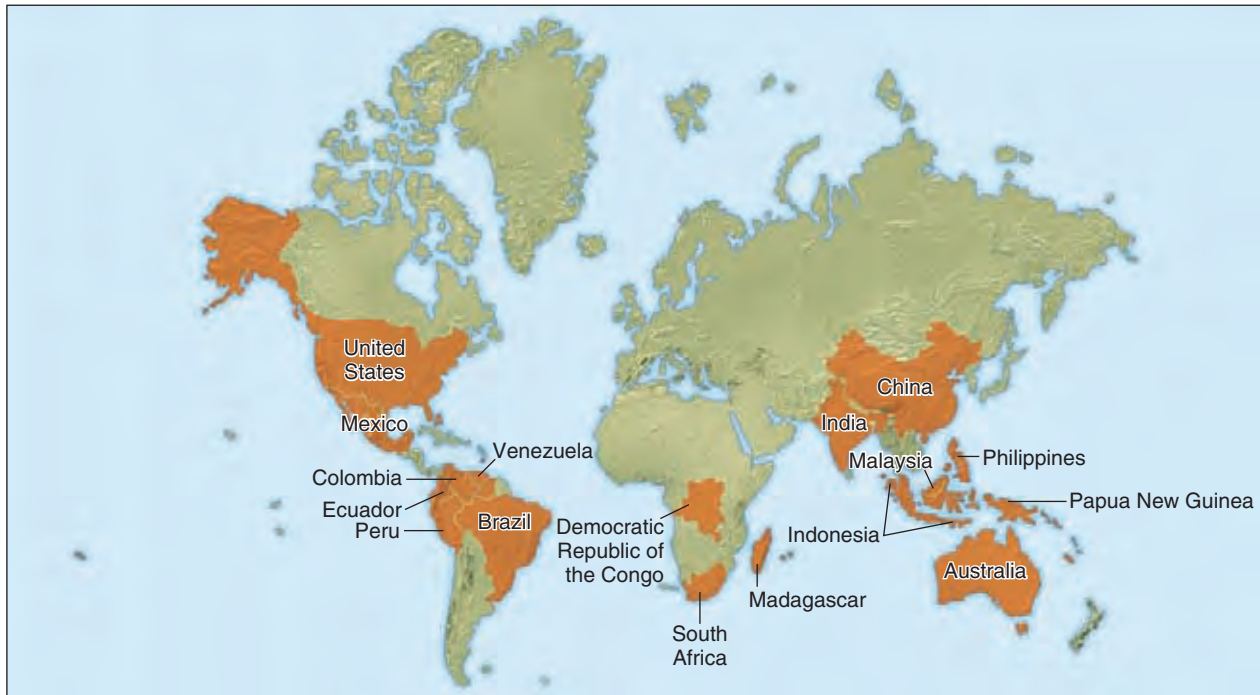 United
States
Mexico
Venezuela
Colombia
Ecuador
Peru
Brazil
Democratic
Republic of
the Congo
South
Africa
Madagascar
China
India
Malaysia
Philippines
Papua New Guinea
Indonesia
Australia